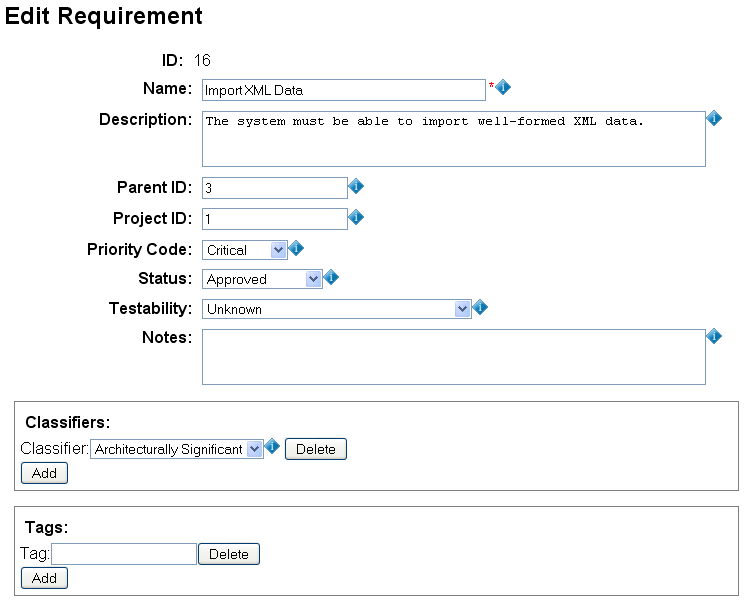 Edit Requirement
ID: 16
Name: Import XML Data *
Description: The system must be able to import well-formed XML data.
Parent ID: 3
Project ID: 1
Priority Code: Critical
Status: Approved
Testability: Unknown
Notes:
Classifiers:
Classifier: Architecturally Significant Delete
Add
Tags:
Tag: Delete
Add